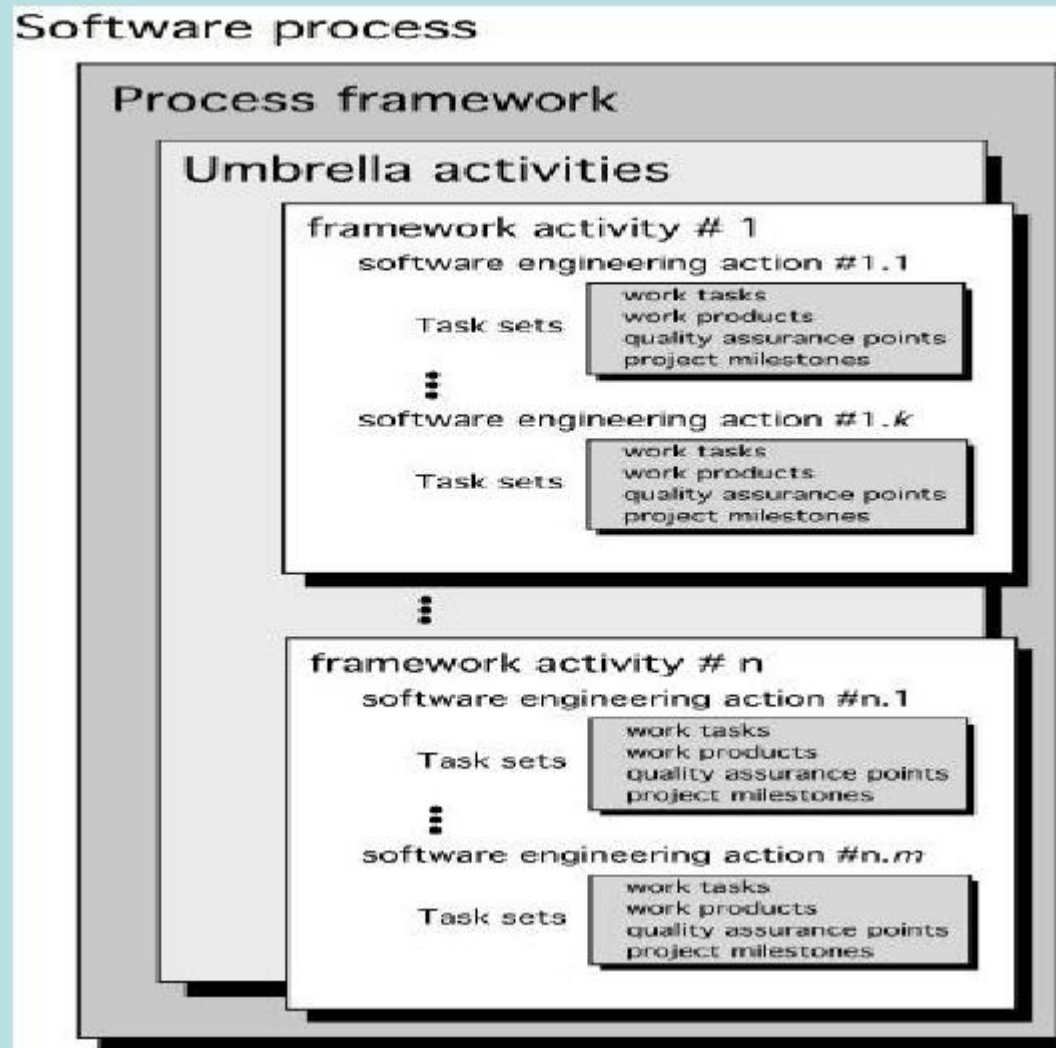 Software process
Process framework
Umbrella activities
framework activity # 1
software engineering action #1.1
Task sets
work tasks
work products
quality assurance points
project milestones
software engineering action #1.k
Task sets
work tasks
work products
quality assurance points
project milestones
framework activity # n
software engineering action #n.1
Task sets
work tasks
work products
quality assurance points
project milestones
software engineering action #n.m
Task sets
work tasks
work products
quality assurance points
project milestones